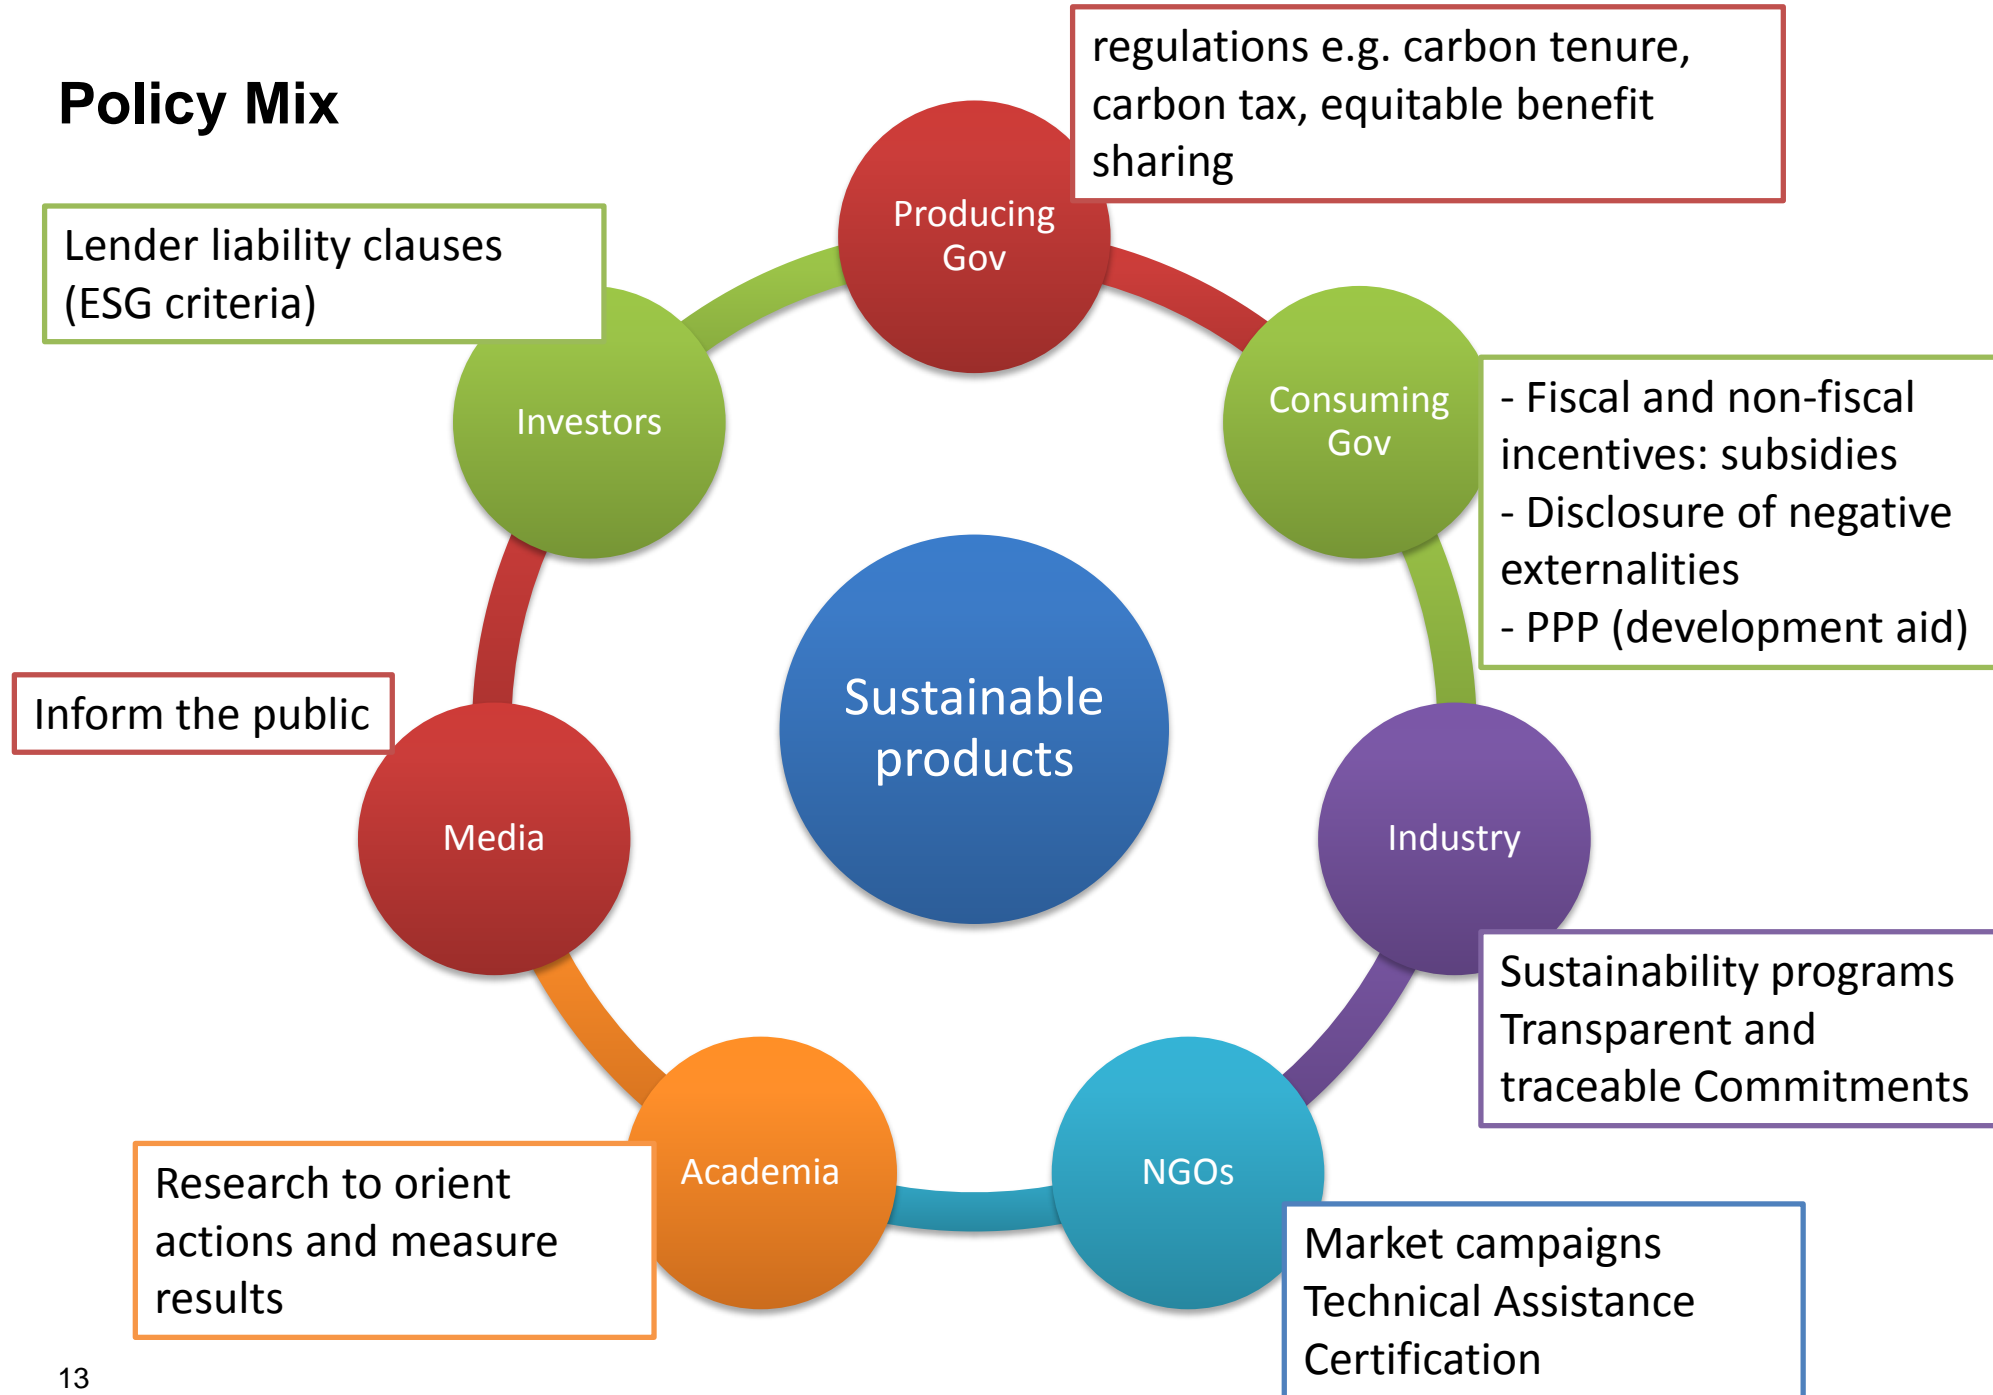 Policy Mix
regulations e.g. carbon tenure,
carbon tax, equitable benefit
sharing
Producing
Gov
Lender liability clauses
(ESG criteria)
Investors
Consuming
Gov
- Fiscal and non-fiscal
incentives: subsidies
- Disclosure of negative
externalities
- PPP (development aid)
Sustainable
products
Inform the public
Media
Industry
Sustainability programs
Transparent and
traceable Commitments
Academia
Research to orient
actions and measure
results
NGOs
Market campaigns
Technical Assistance
Certification
13